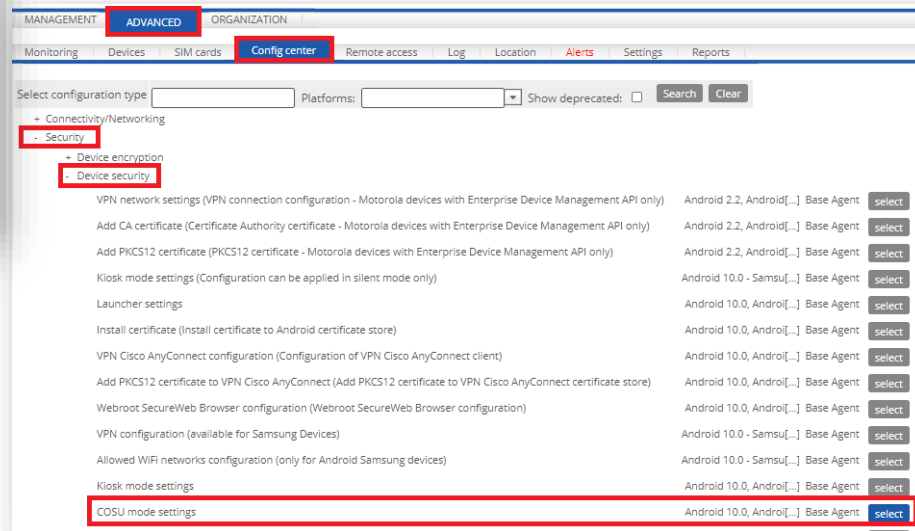 MANAGEMENT ADVANCED ORGANIZATION
Monitoring Devices SIM cards Config center Remote access Log Location Alerts Settings Reports
Select configuration type Platforms: Show deprecated: Search Clear
+ Connectivity/Networking
- Security
+ Device encryption
- Device security
VPN network settings (VPN connection configuration - Motorola devices with Enterprise Device Management API only) Android 2.2, Android[...] Base Agent select
Add CA certificate (Certificate Authority certificate - Motorola devices with Enterprise Device Management API only) Android 2.2, Android[...] Base Agent select
Add PKCS12 certificate (PKCS12 certificate - Motorola devices with Enterprise Device Management API only) Android 2.2, Android[...] Base Agent select
Kiosk mode settings (Configuration can be applied in silent mode only) Android 10.0 - Samsu[...] Base Agent select
Launcher settings Android 10.0, Androi[...] Base Agent select
Install certificate (Install certificate to Android certificate store) Android 10.0, Androi[...] Base Agent select
VPN Cisco AnyConnect configuration (Configuration of VPN Cisco AnyConnect client) Android 10.0, Androi[...] Base Agent select
Add PKCS12 certificate to VPN Cisco AnyConnect (Add PKCS12 certificate to VPN Cisco AnyConnect certificate store) Android 10.0, Androi[...] Base Agent select
Webroot SecureWeb Browser configuration (Webroot SecureWeb Browser configuration) Android 10.0, Androi[...] Base Agent select
VPN configuration (available for Samsung Devices) Android 10.0 - Samsu[...] Base Agent select
Allowed WiFi networks configuration (only for Android Samsung devices) Android 10.0 - Samsu[...] Base Agent select
Kiosk mode settings Android 10.0, Androi[...] Base Agent select
COSU mode settings Android 10.0, Androi[...] Base Agent select